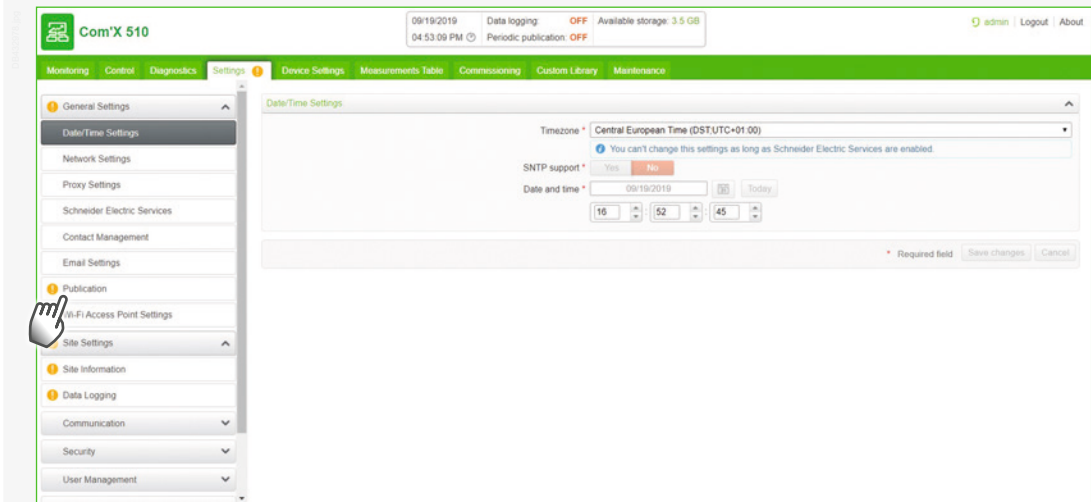 Com'X 510
09/19/2019 Data logging: OFF Available storage: 3.5 GB
04:53:09 PM Periodic publication: OFF
admin Logout About
Monitoring Control Diagnostics Settings Device Settings Measurements Table Commissioning Custom Library Maintenance
General Settings
Date/Time Settings
Network Settings
Proxy Settings
Schneider Electric Services
Contact Management
Email Settings
Publication
Wi-Fi Access Point Settings
Site Settings
Site Information
Data Logging
Communication
Security
User Management
Date/Time Settings
Timezone * Central European Time (DST;UTC+01:00)
You can't change this settings as long as Schneider Electric Services are enabled.
SNTP support * Yes No
Date and time * 09/19/2019 Today
16 : 52 : 45
* Required field Save changes Cancel